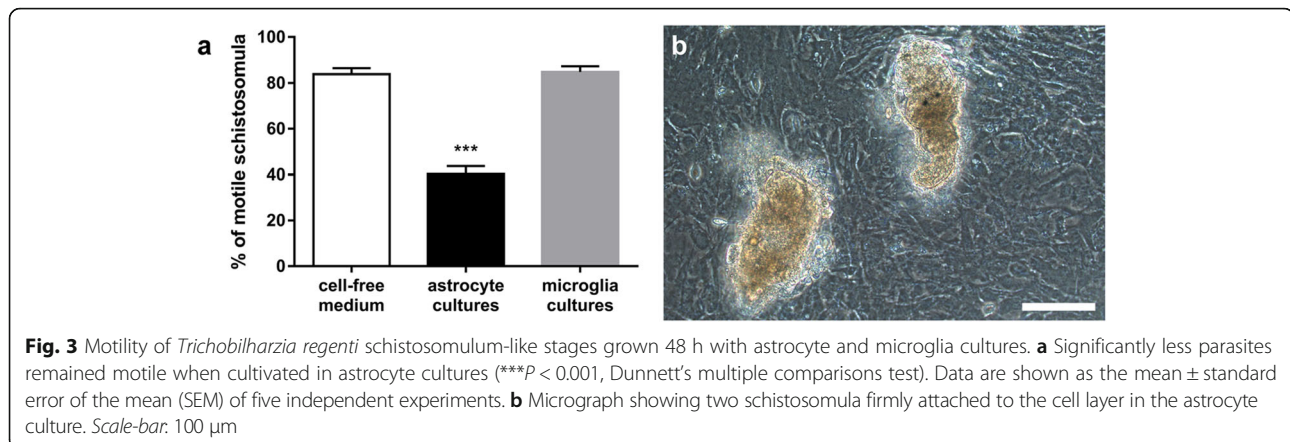 a
b
100
80
60
40
20
0
% of motile schistosomula
***
cell-free
medium
astrocyte
cultures
microglia
cultures
Fig. 3 Motility of Trichobilharzia regenti schistosomulum-like stages grown 48 h with astrocyte and microglia cultures. a Significantly less parasites
remained motile when cultivated in astrocyte cultures (***P < 0.001, Dunnett’s multiple comparisons test). Data are shown as the mean ± standard
error of the mean (SEM) of five independent experiments. b Micrograph showing two schistosomula firmly attached to the cell layer in the astrocyte
culture. Scale-bar: 100 μm